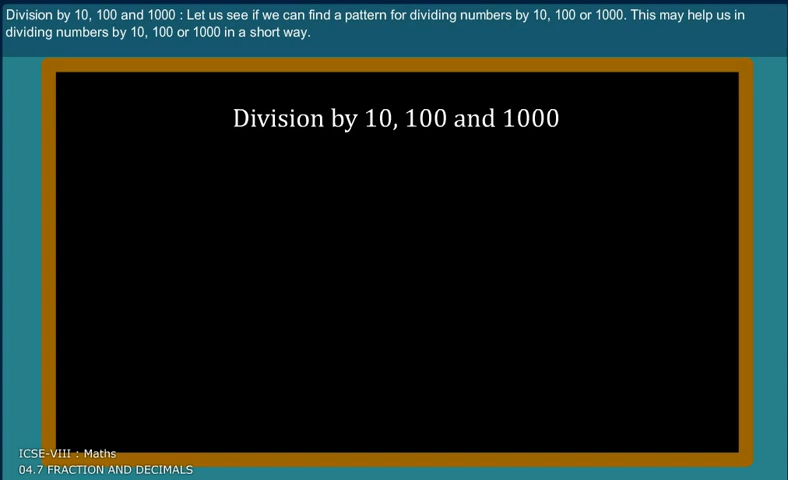 Division by 10, 100 and 1000 : Let us see if we can find a pattern for dividing numbers by 10, 100 or 1000. This may help us in
dividing numbers by 10, 100 or 1000 in a short way.
Division by 10, 100 and 1000
ICSE-VIII : Maths
04.7 FRACTION AND DECIMALS